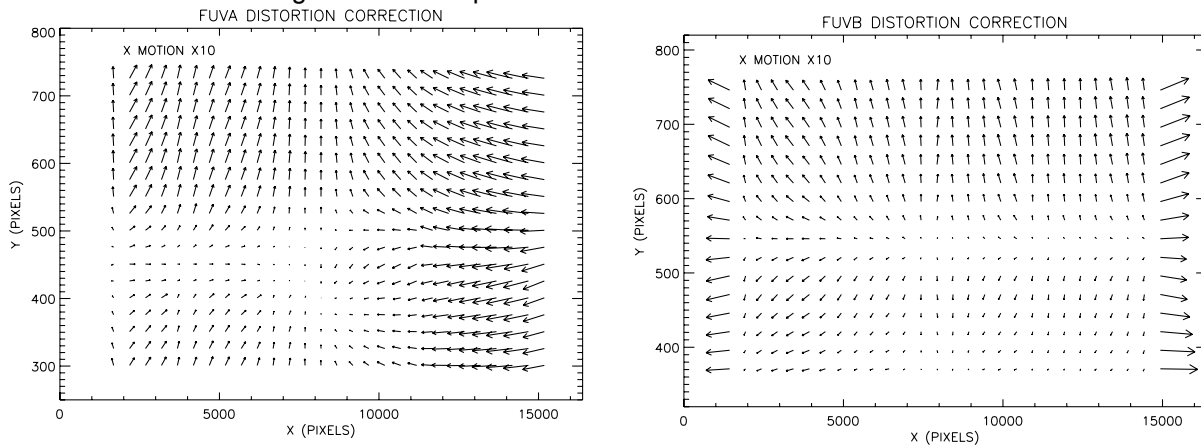 FUVA DISTORTION CORRECTION
X MOTION X10
800
700
600
500
400
300
Y (PIXELS)
0
5000
10000
15000
X (PIXELS)
FUVB DISTORTION CORRECTION
X MOTION X10
800
700
600
500
400
Y (PIXELS)
0
5000
10000
15000
X (PIXELS)